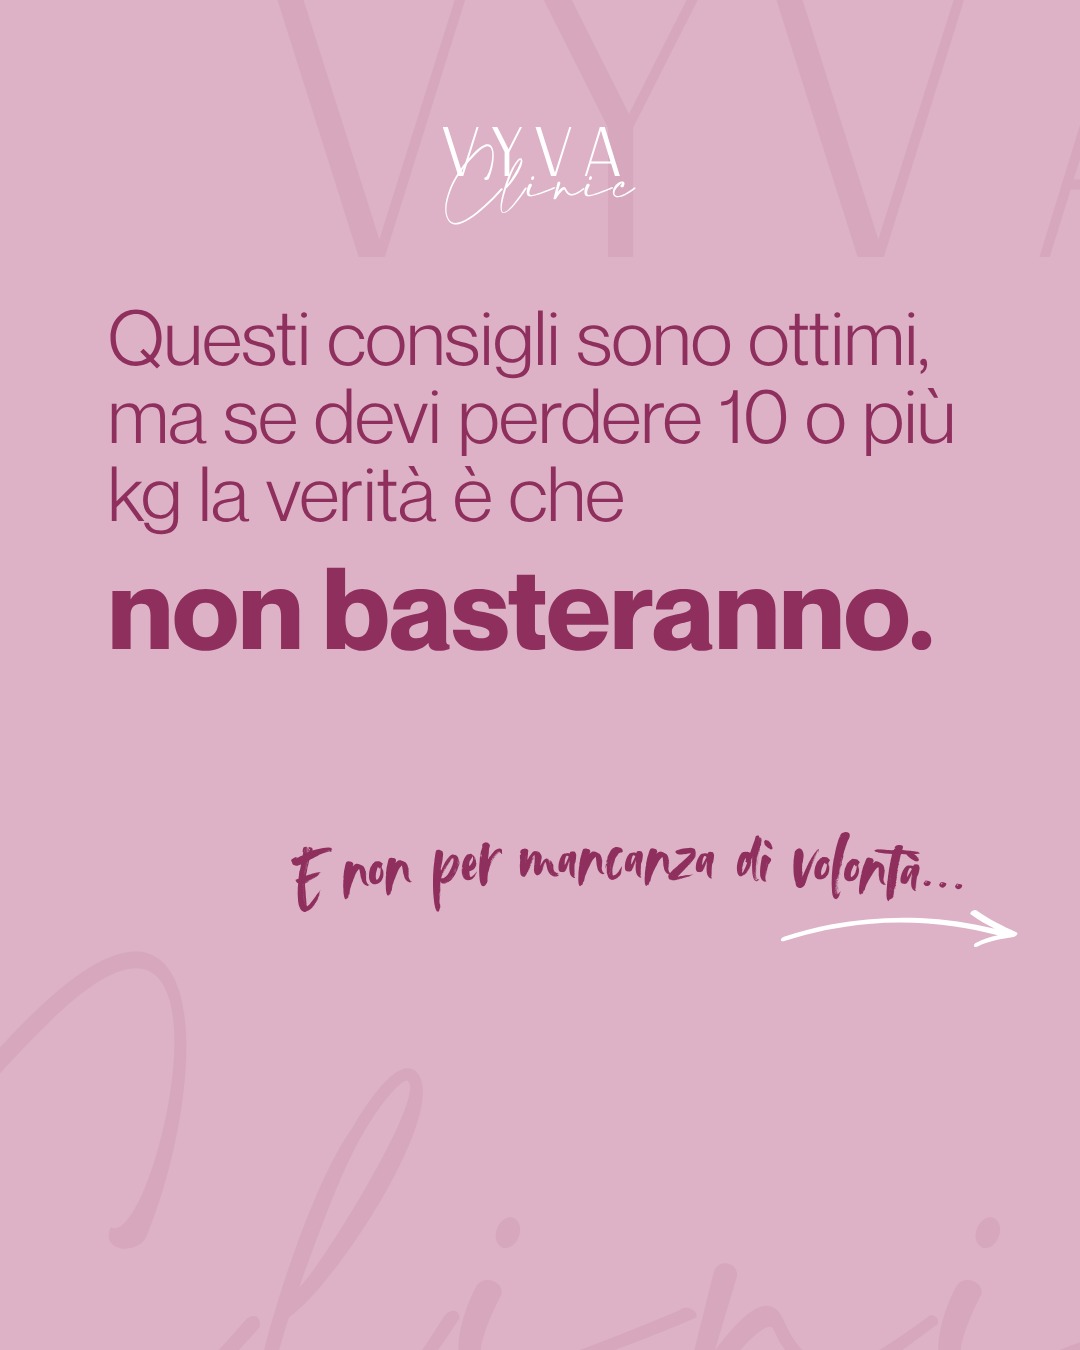 VYVA
Clinic
Questi consigli sono ottimi,
ma se devi perdere 10 o più
kg la verità è che
non basteranno.
E non per mancanza di volontà...